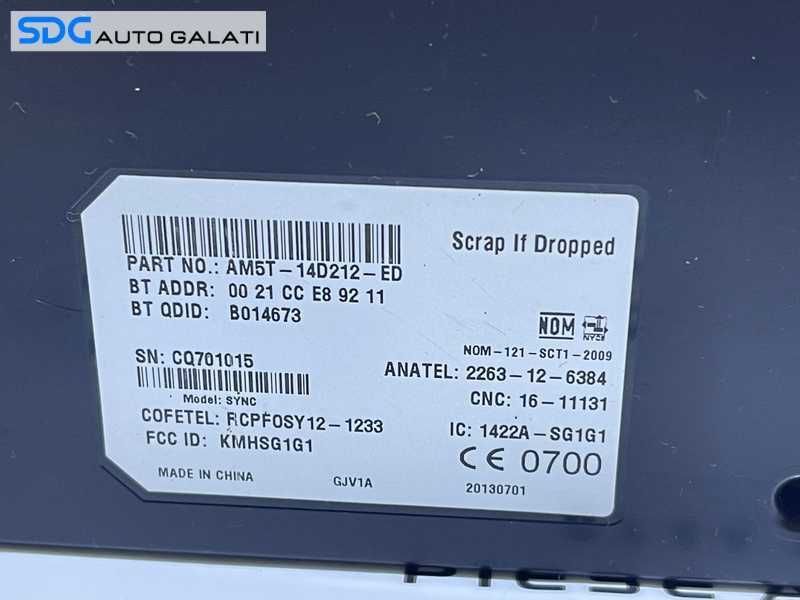 SDG AUTO GALATI
Scrap If Dropped
PART NO.: AM5T-14D212-ED
BT ADDR: 00 21 CC E8 92 11
BT QDID: B014673
NOM NYCE
NOM-121-SCT1-2009
SN: CQ701015
ANATEL: 2263-12-6384
Model: SYNC
CNC: 16-11131
COFETEL: RCPFOSY12-1233
IC: 1422A-SG1G1
FCC ID: KMHSG1G1
CE 0700
MADE IN CHINA
GJV1A
20130701